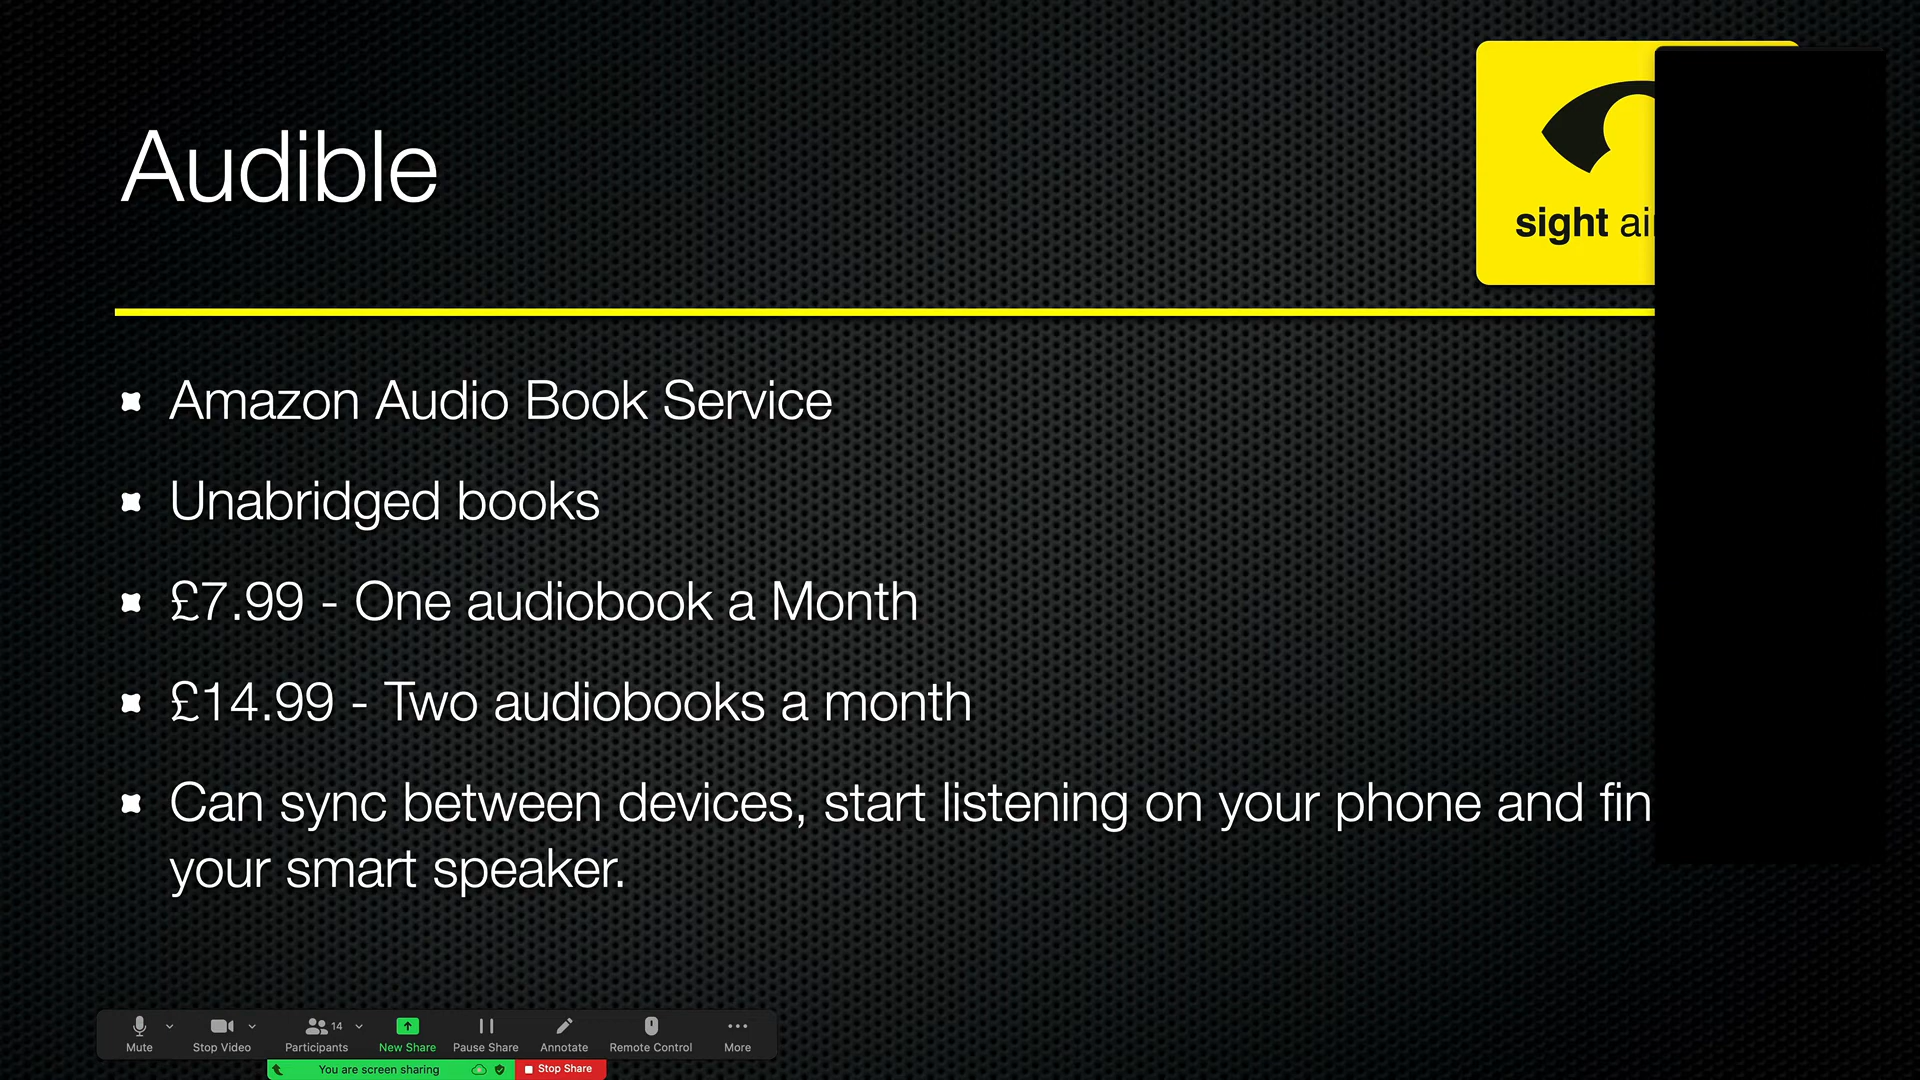 Audible
sight
Amazon Audio Book Service
Unabridged books
£7.99 - One audiobook a Month
£14.99 - Two audiobooks a month
Can sync between devices, start listening on your phone and
your smart speaker.
14
Mute
Stop Video
Participants
New Share
Pause Share
Annotate
Remote Control
More
You are screen sharing
Stop Share